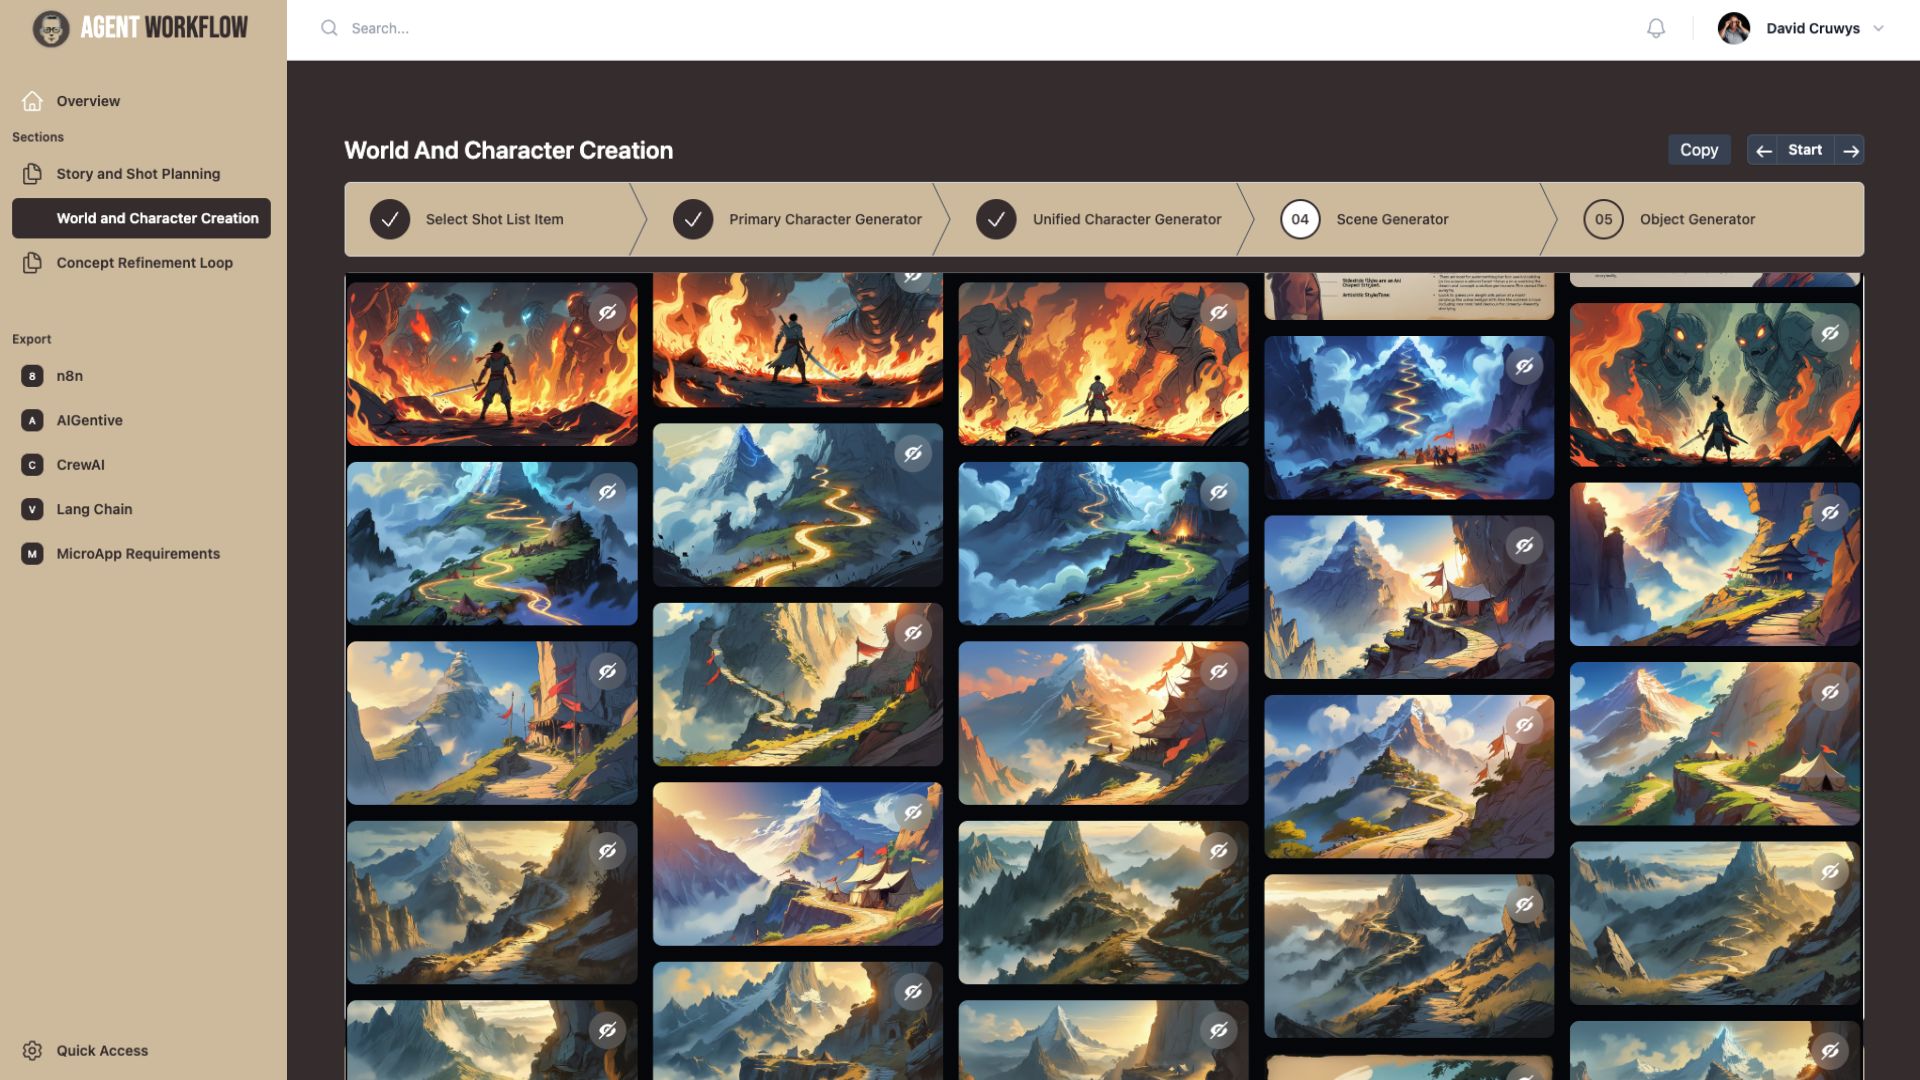 AGENT WORKFLOW
Search...
David Cruwys
Overview
Sections
Story and Shot Planning
World and Character Creation
Concept Refinement Loop
Export
8 n8n
A AIGentive
C CrewAI
V Lang Chain
M MicroApp Requirements
Quick Access
World And Character Creation
Copy
Start
Select Shot List Item
Primary Character Generator
Unified Character Generator
04 Scene Generator
05 Object Generator